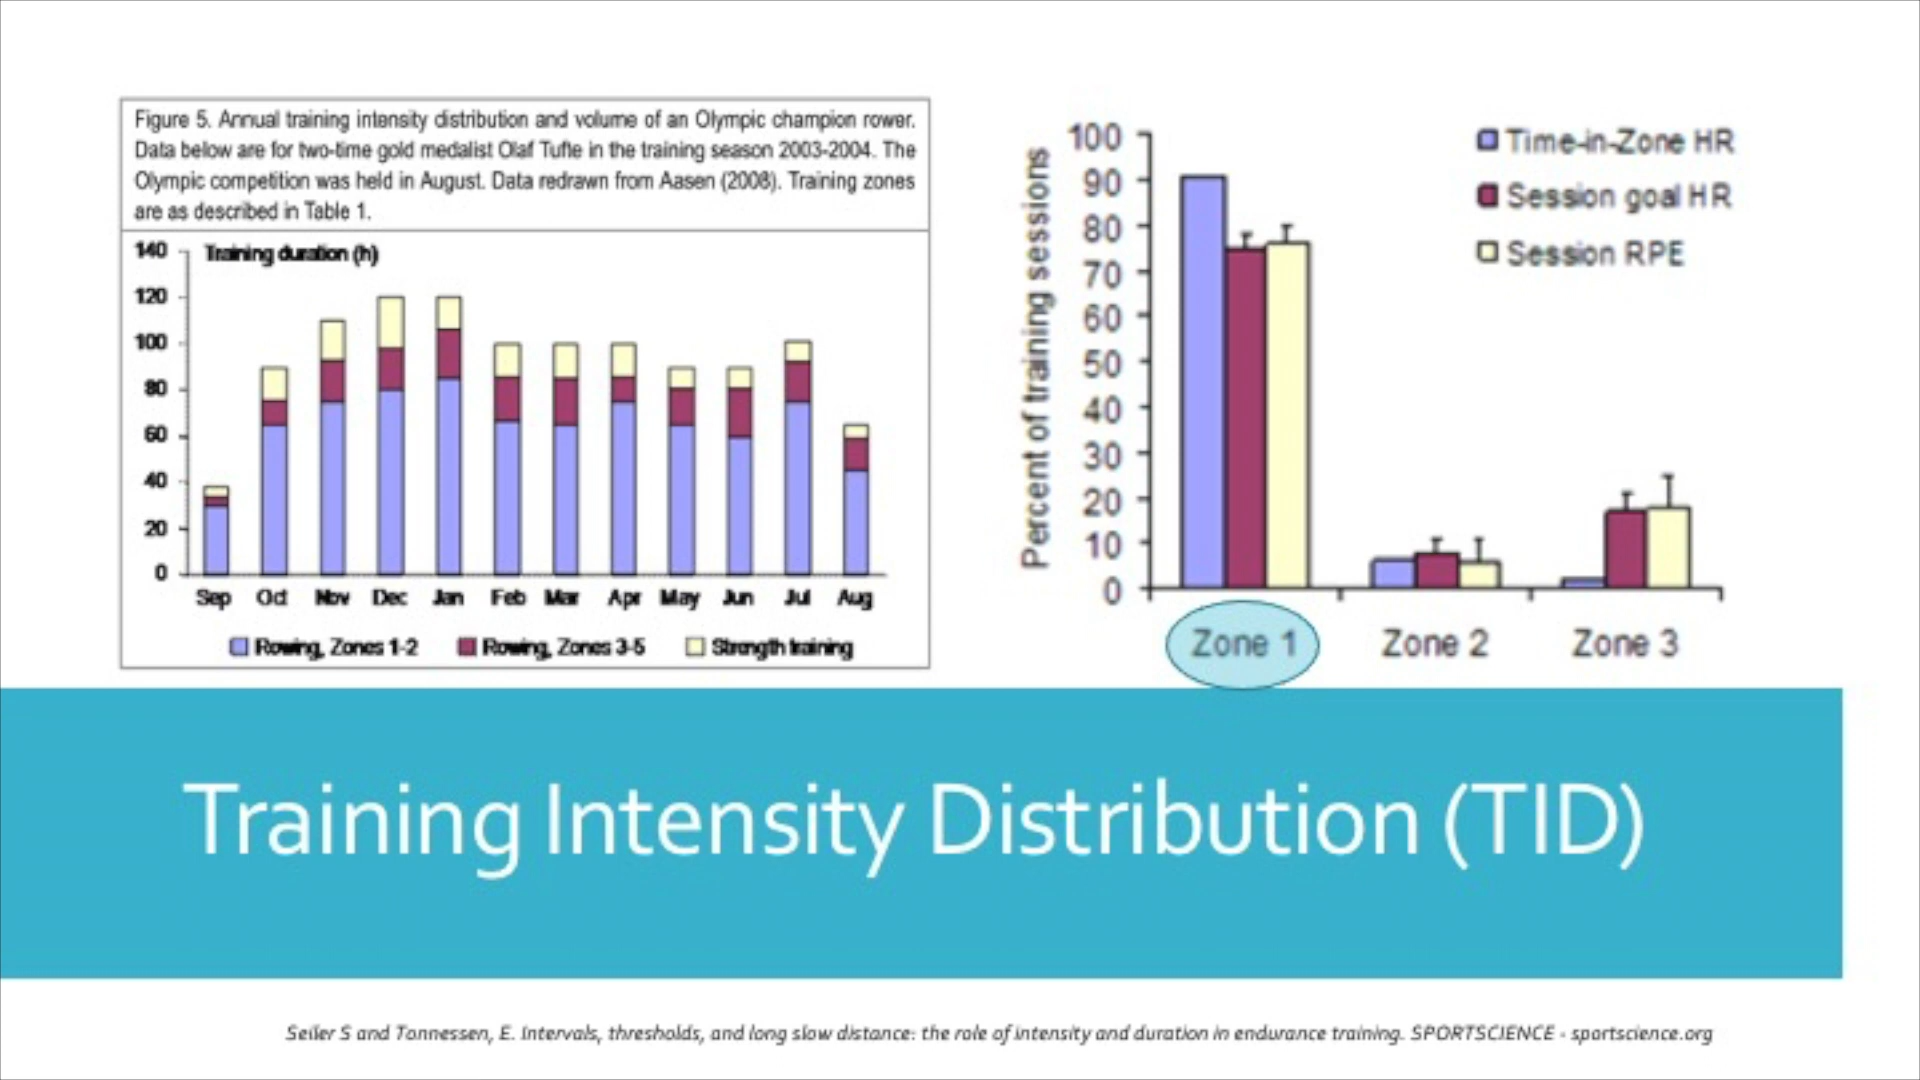 Figure 5. Annual training intensity distribution and volume of an Olympic champion rower.
Data below are for two-time gold medalist Olaf Tufte in the training season 2003-2004. The
Olympic competition was held in August. Data redrawn from Aasen (2008). Training zones
are as described in Table 1.
Training duration (h)
140
120
100
80
60
40
20
0
Sep Oct Nov Dec Jan Feb Mar Apr May Jun Jul Aug
Rowing, Zones 1-2 Rowing, Zones 3-5 Strength training
Percent of training sessions
100
90
80
70
60
50
40
30
20
10
0
Time-in-Zone HR
Session goal HR
Session RPE
Zone 1 Zone 2 Zone 3
Training Intensity Distribution (TID)
Seiler S and Tonnessen, E. Intervals, thresholds, and long slow distance: the role of intensity and duration in endurance training. SPORTSCIENCE - sportscience.org